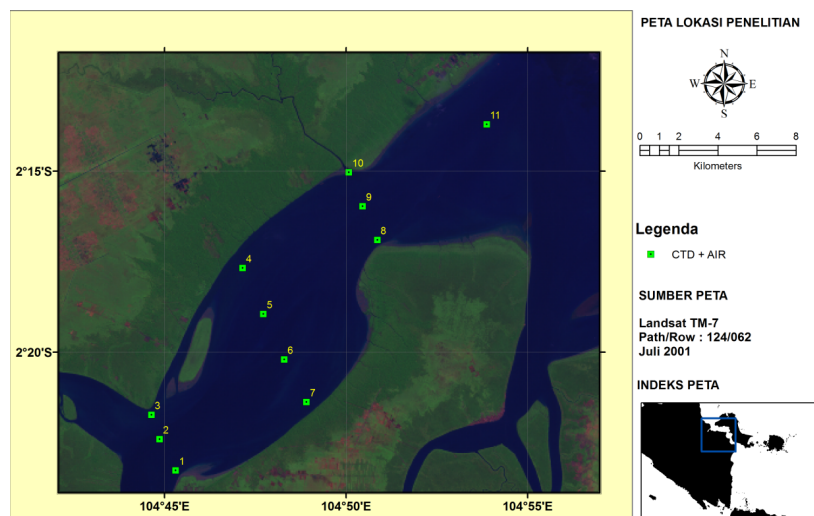 PETA LOKASI PENELITIAN
N
W E
S
0 1 2 4 6 8
Kilometers
Legenda
CTD + AIR
SUMBER PETA
Landsat TM-7
Path/Row : 124/062
Juli 2001
INDEKS PETA
2°15'S
2°20'S
104°45'E 104°50'E 104°55'E
11
10
9
8
4
5
6
7
3
2
1